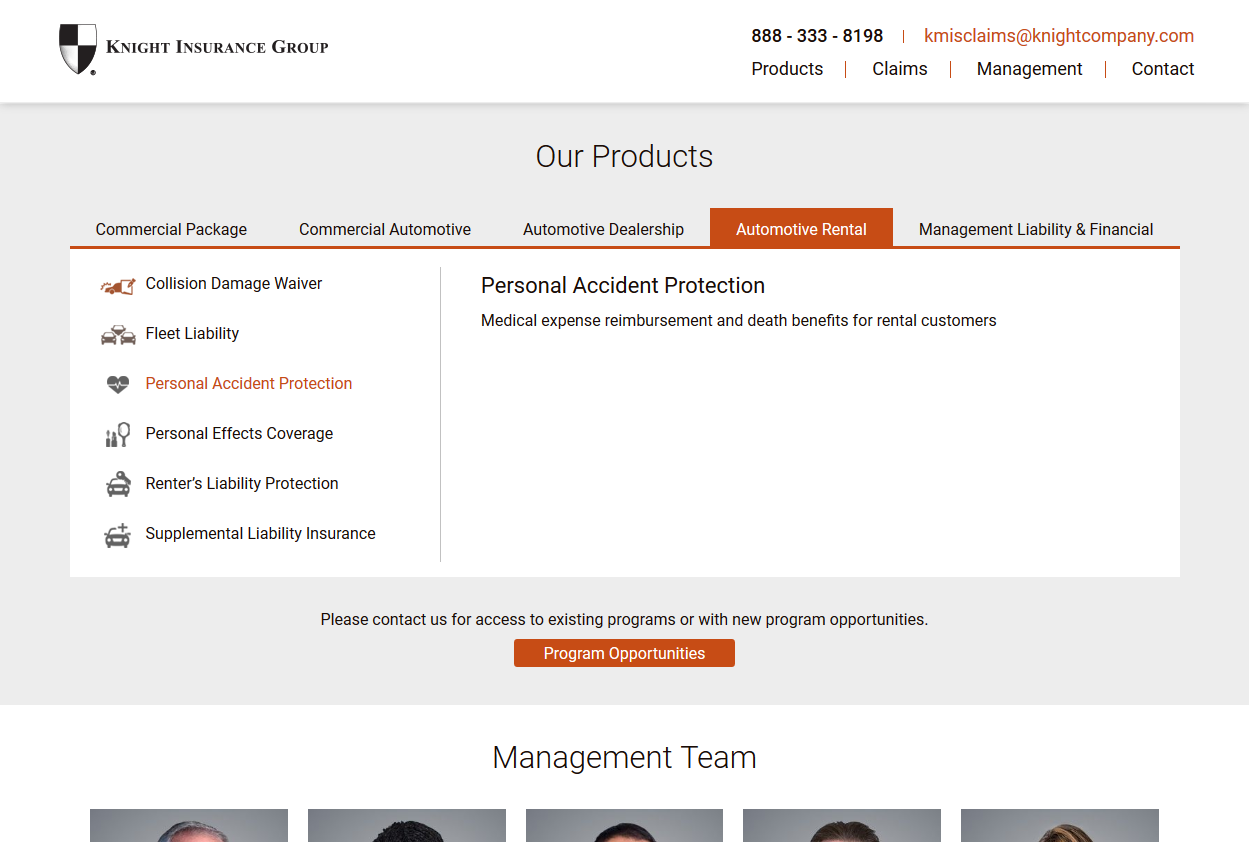 KNIGHT INSURANCE GROUP
888 - 333 - 8198 | kmisclaims@knightcompany.com
Products | Claims | Management | Contact
Our Products
Commercial Package Commercial Automotive Automotive Dealership Automotive Rental Management Liability & Financial
Collision Damage Waiver
Fleet Liability
Personal Accident Protection
Personal Effects Coverage
Renter’s Liability Protection
Supplemental Liability Insurance
Personal Accident Protection
Medical expense reimbursement and death benefits for rental customers
Please contact us for access to existing programs or with new program opportunities.
Program Opportunities
Management Team